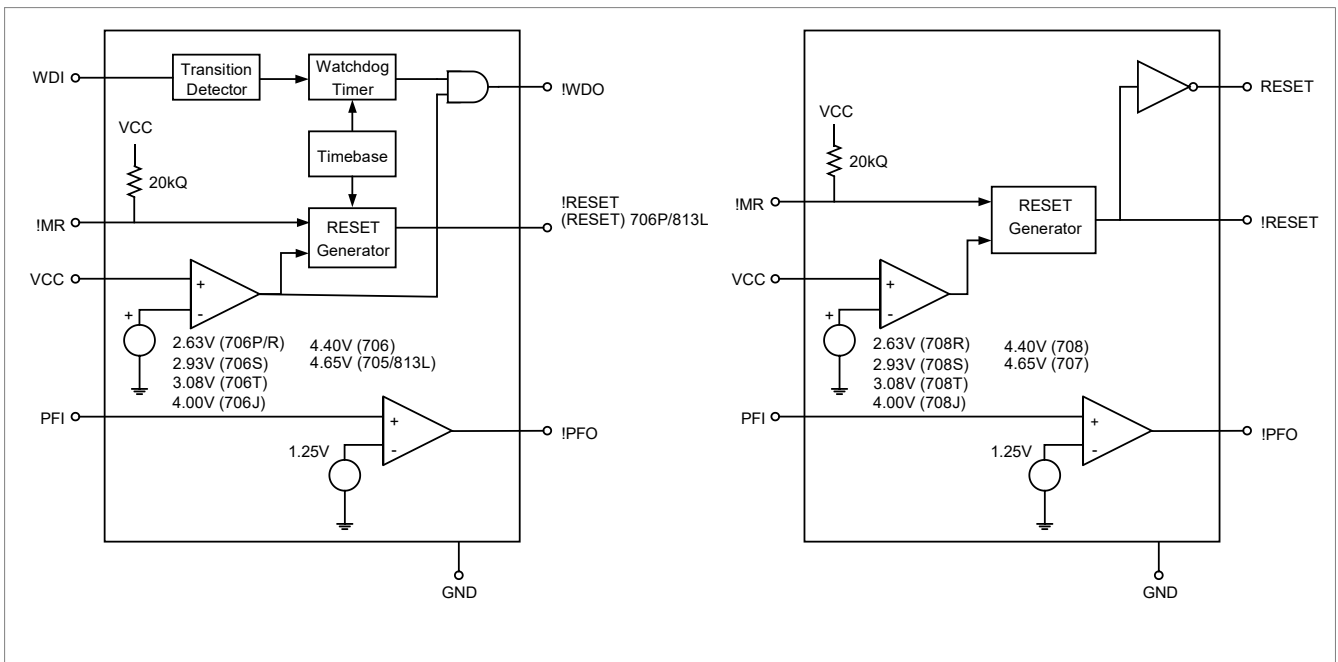 WDI
Transition
Detector
Watchdog
Timer
!WDO
VCC
20kQ
Timebase
!MR
RESET
Generator
!RESET
(RESET) 706P/813L
VCC
+
-
+
2.63V (706P/R)
2.93V (706S)
3.08V (706T)
4.00V (706J)
4.40V (706)
4.65V (705/813L)
PFI
+
-
1.25V
!PFO
GND
RESET
VCC
20kQ
!MR
RESET
Generator
!RESET
VCC
+
-
+
2.63V (708R)
2.93V (708S)
3.08V (708T)
4.00V (708J)
4.40V (708)
4.65V (707)
PFI
+
-
1.25V
!PFO
GND